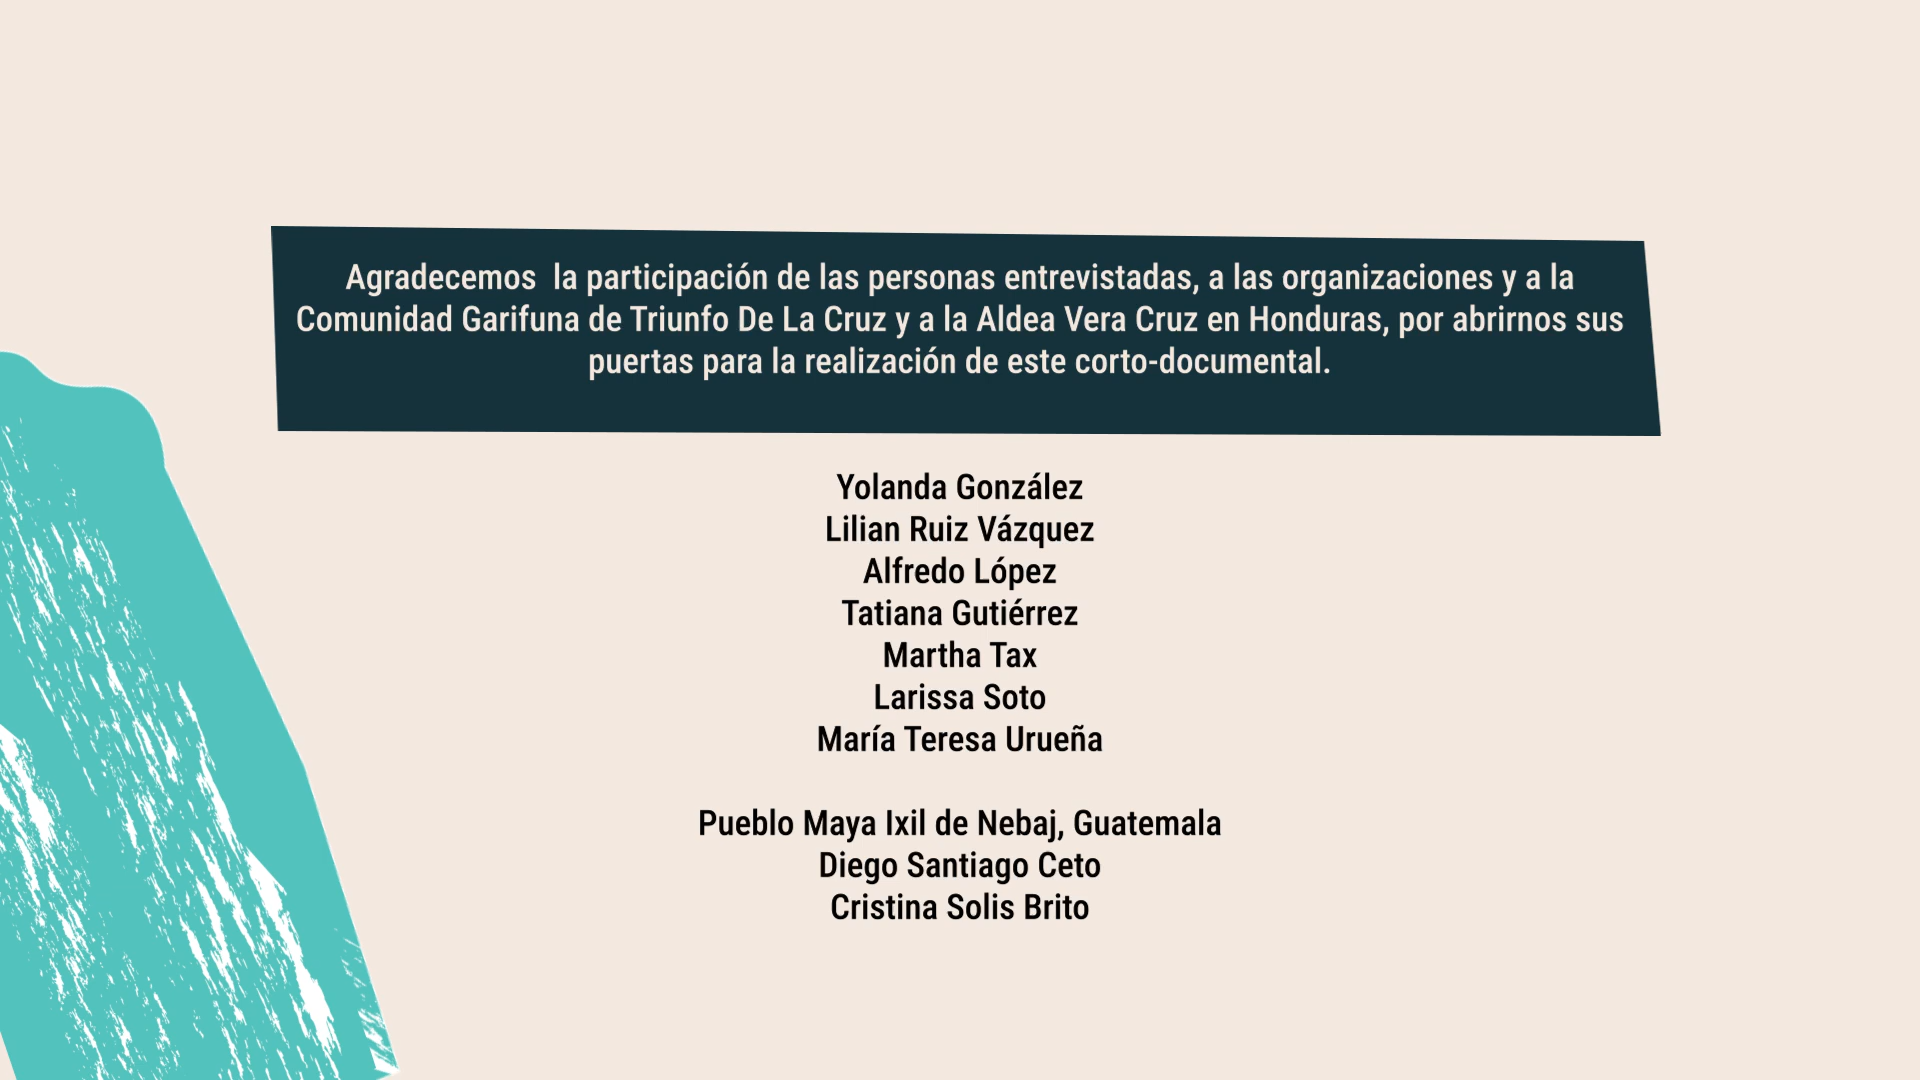 Agradecemos  la participación de las personas entrevistadas, a las organizaciones y a la
Comunidad Garifuna de Triunfo De La Cruz y a la Aldea Vera Cruz en Honduras, por abrirnos sus
puertas para la realización de este corto-documental.
Yolanda González
Lilian Ruiz Vázquez
Alfredo López
Tatiana Gutiérrez
Martha Tax
Larissa Soto
María Teresa Urueña
Pueblo Maya Ixil de Nebaj, Guatemala
Diego Santiago Ceto
Cristina Solis Brito